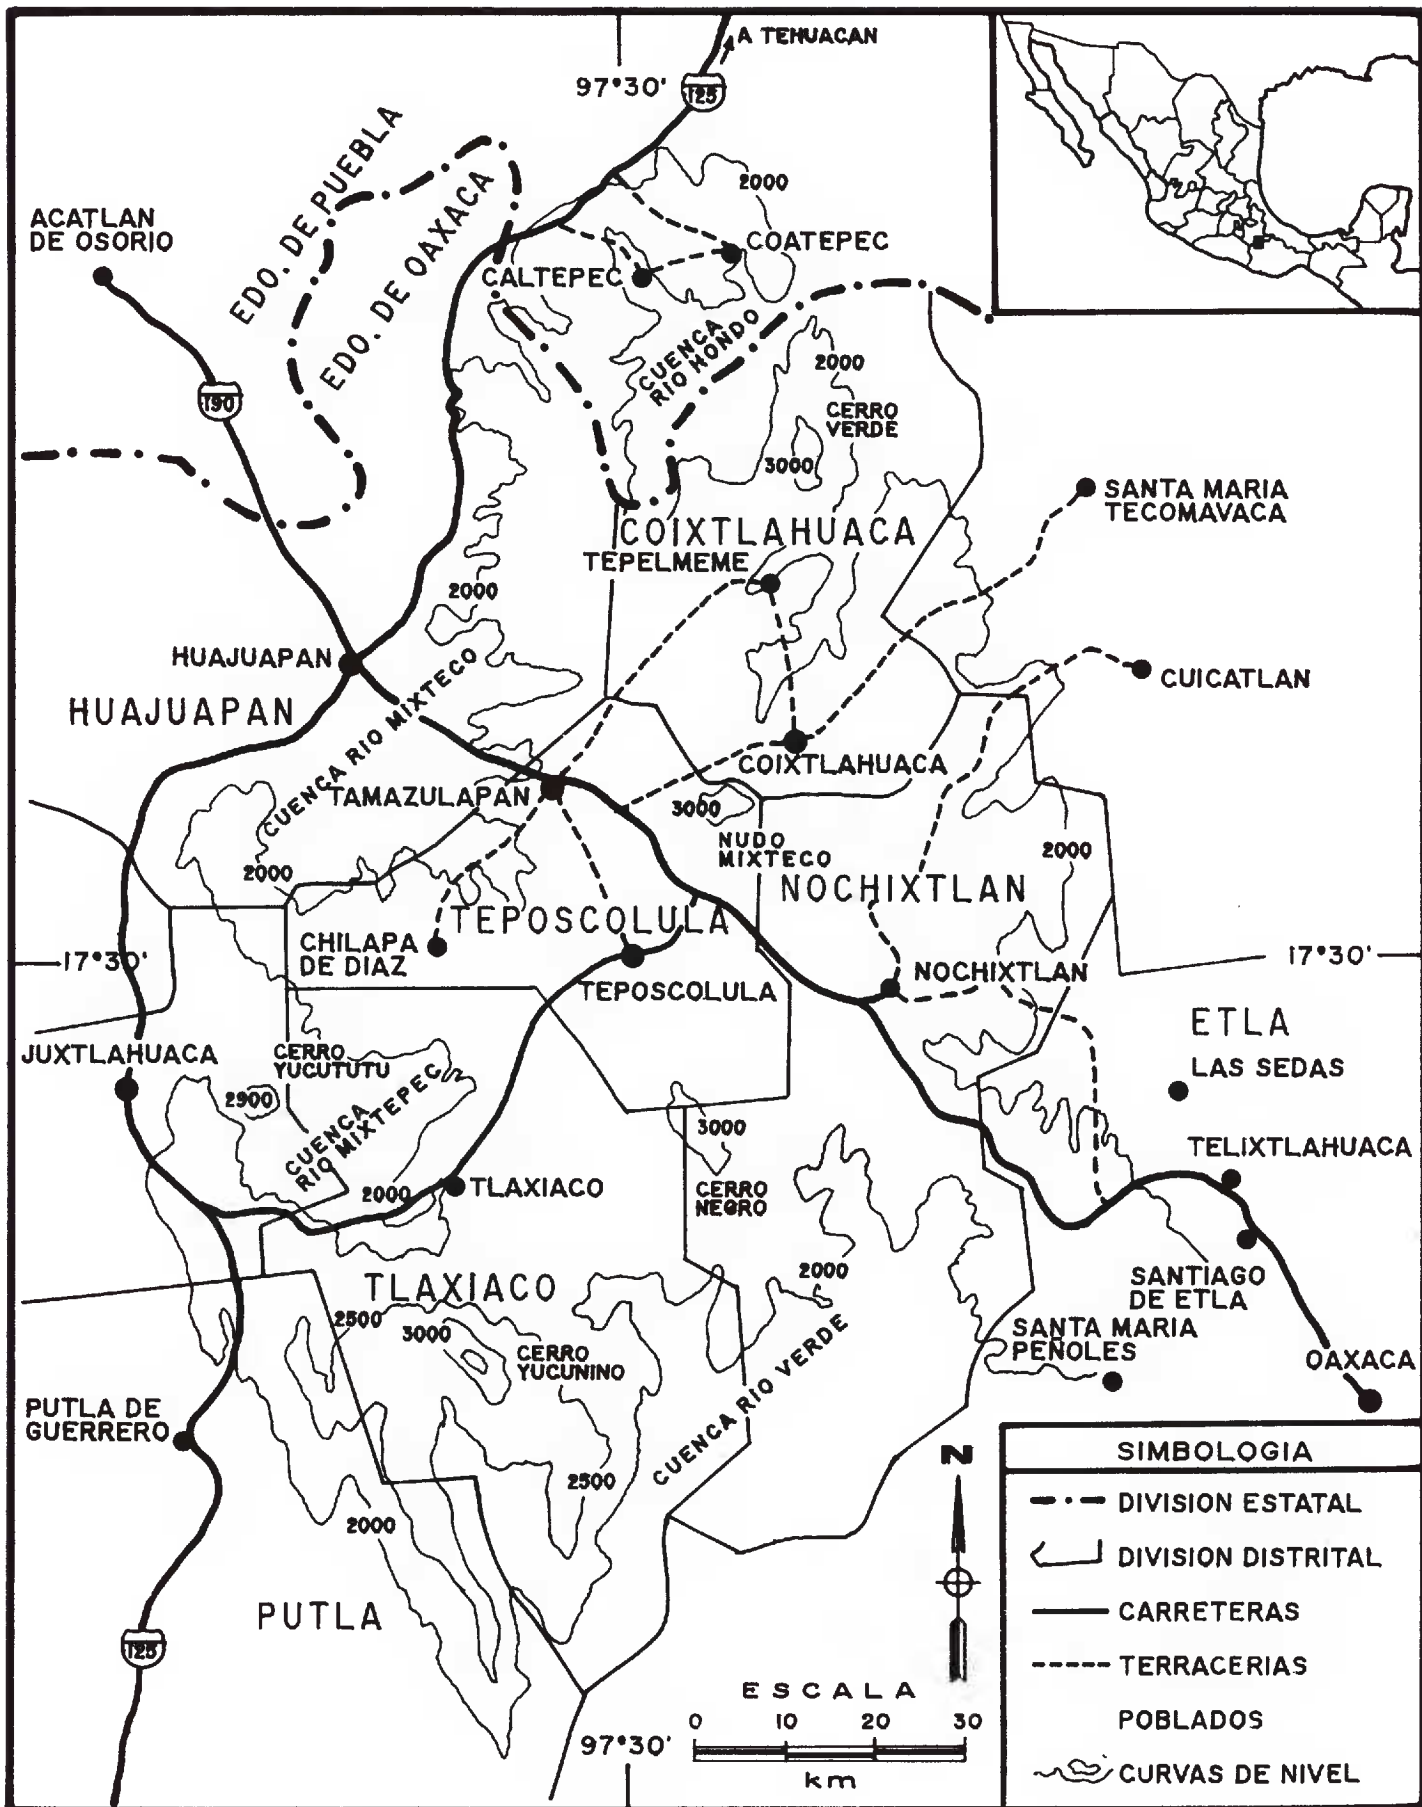 A TEHUACAN
97°30'
125
EDO. DE PUEBLA
EDO. DE OAXACA
2000
ACATLAN
DE OSORIO
COATEPEC
CALTEPEC
CUENCA
RIO HONDO
2000
190
CERRO
VERDE
3000
SANTA MARIA
TECOMAVACA
COIXTLAHUACA
TEPELMEME
2000
HUAJUAPAN
CUICATLAN
HUAJUAPAN
CUENCA RIO MIXTECO
COIXTLAHUACA
TAMAZULAPAN
3000
NUDO
MIXTECO
2000
2000
NOCHIXTLAN
TEPOSCOLULA
CHILAPA
DE DIAZ
17°30'
17°30'
NOCHIXTLAN
TEPOSCOLULA
ETLA
JUXTLAHUACA
CERRO
YUCUTUTU
LAS SEDAS
2900
CUENCA
RIO MIXTEPEC
3000
TELIXTLAHUACA
2000
TLAXIACO
CERRO
NEGRO
2000
TLAXIACO
SANTIAGO
DE ETLA
2500
3000
CERRO
YUCUNINO
SANTA MARIA
PEÑOLES
OAXACA
CUENCA RIO VERDE
PUTLA DE
GUERRERO
2500
2000
PUTLA
125
N
SIMBOLOGIA
DIVISION ESTATAL
DIVISION DISTRITAL
CARRETERAS
TERRACERIAS
POBLADOS
CURVAS DE NIVEL
ESCALA
0 10 20 30
km
97°30'